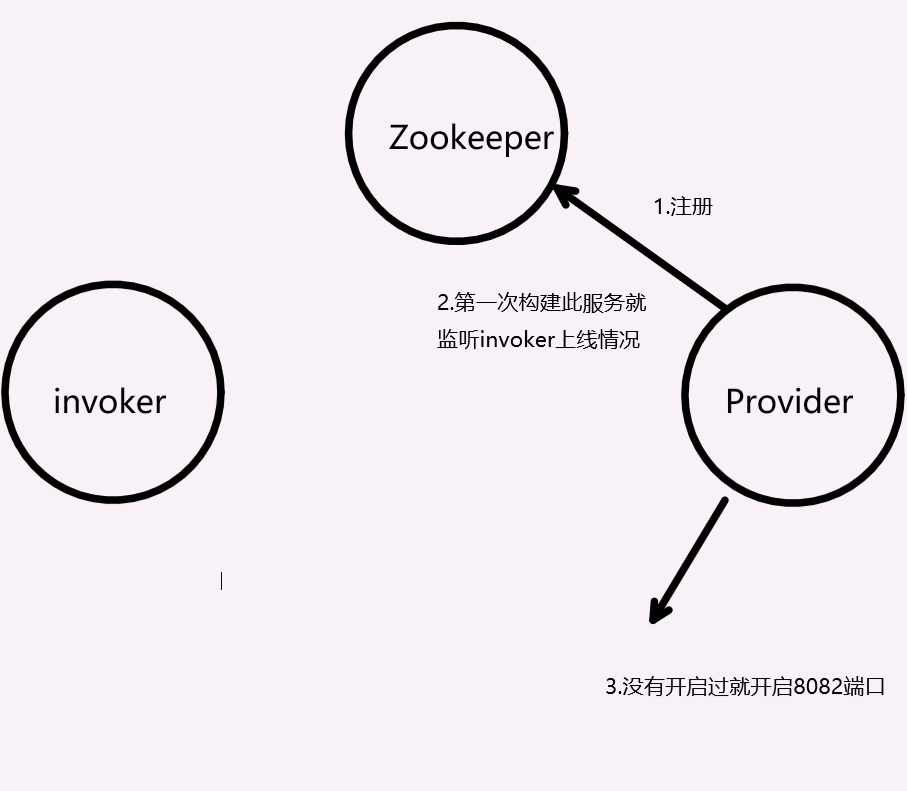 Zookeeper
1.注册
2.第一次构建此服务就
监听invoker上线情况
invoker
Provider
3.没有开启过就开启8082端口